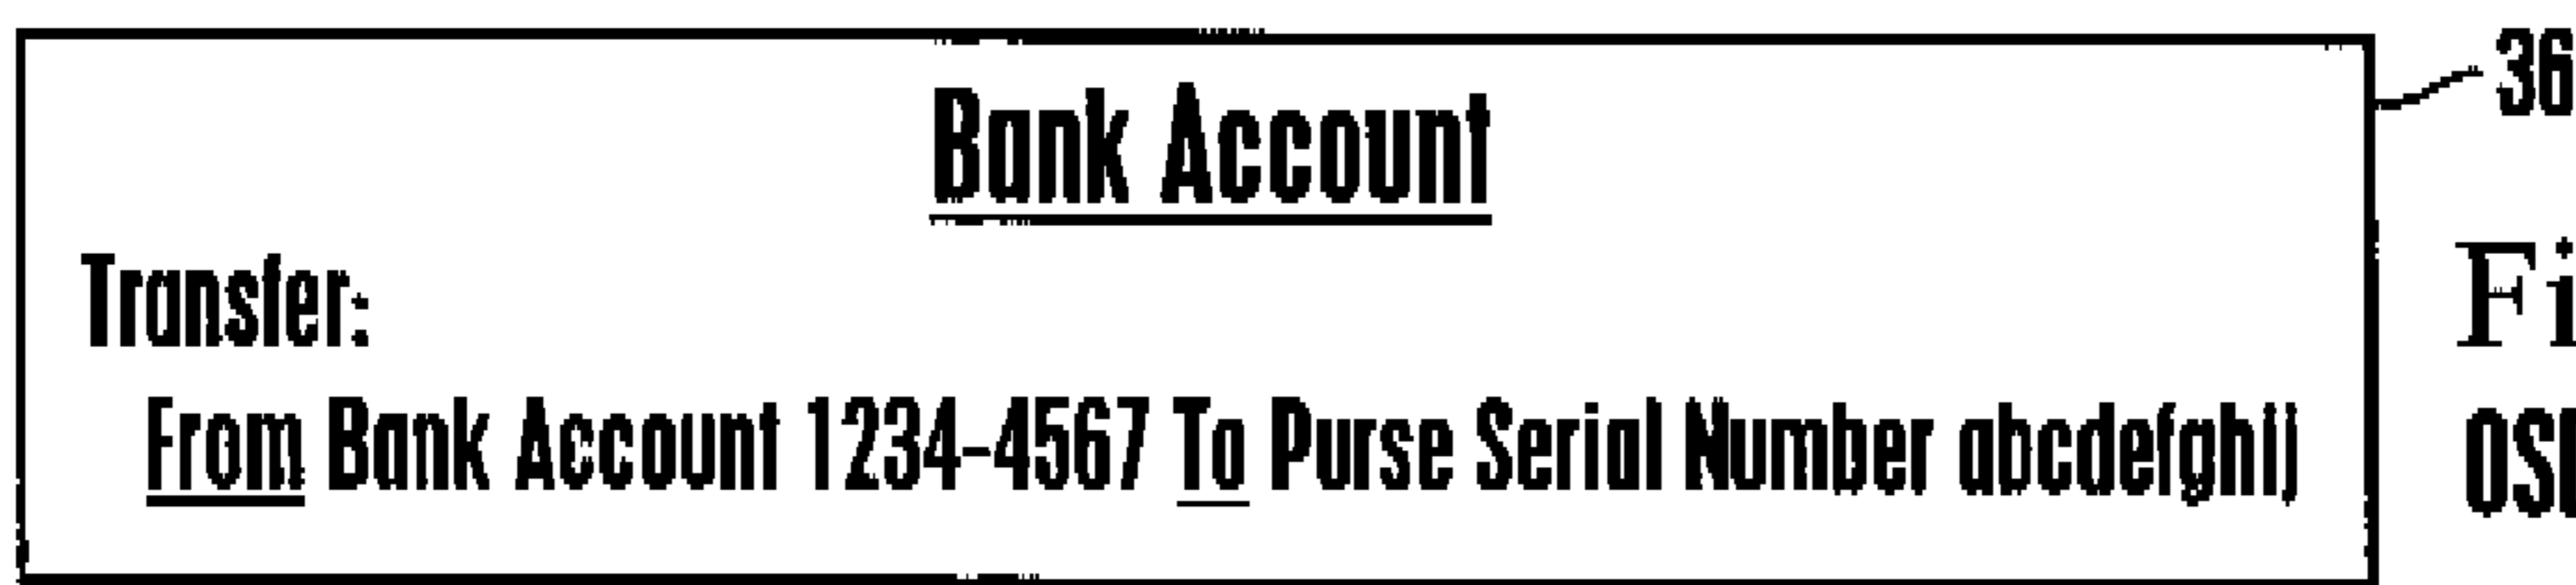 Bank Account
36
Transfer:
From Bank Account 1234-4567 To Purse Serial Number abcdefghij